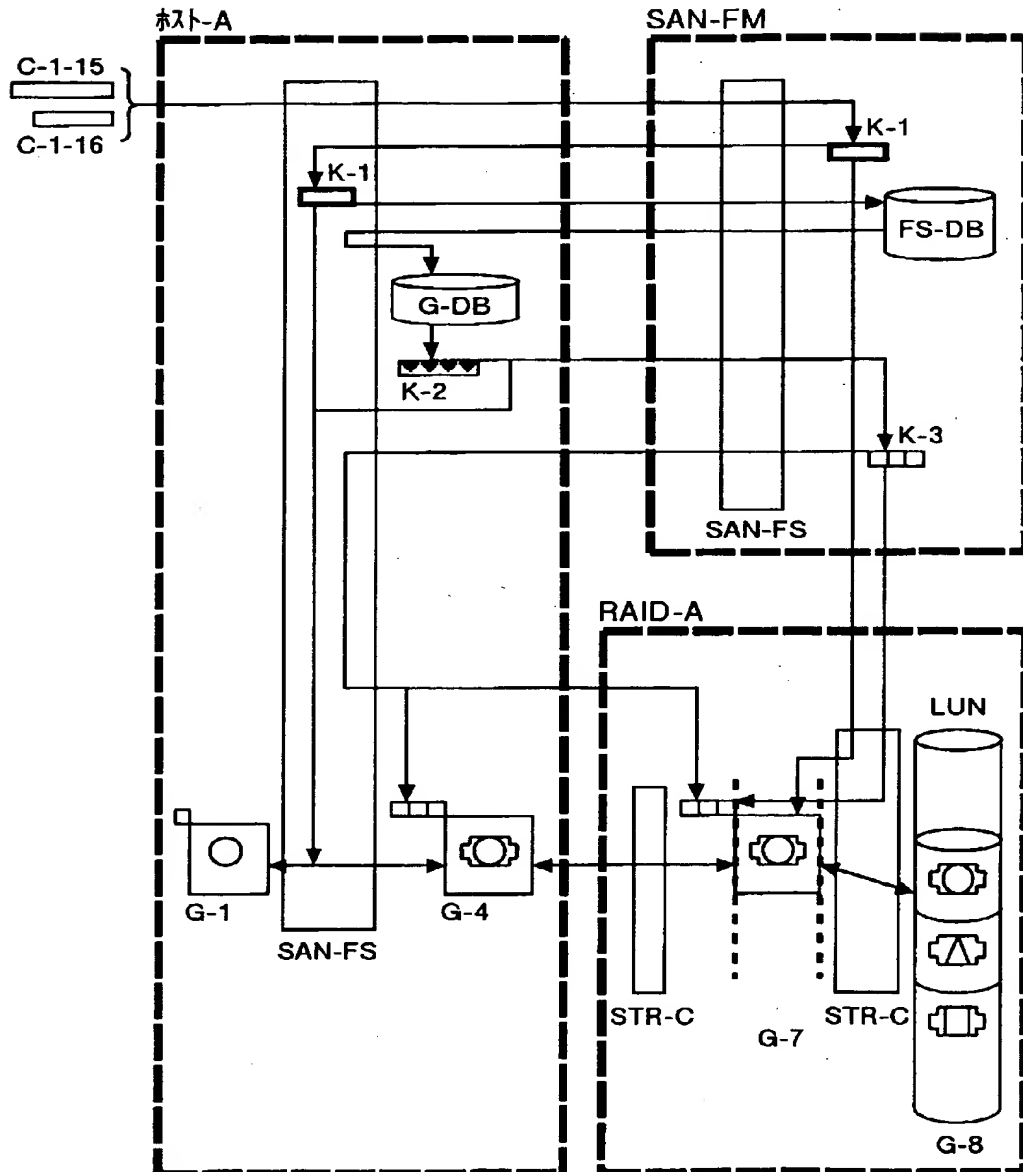 ホスト-A
SAN-FM
C-1-15
C-1-16
K-1
K-1
FS-DB
G-DB
K-2
K-3
SAN-FS
RAID-A
LUN
G-1
G-4
SAN-FS
STR-C
G-7
STR-C
G-8